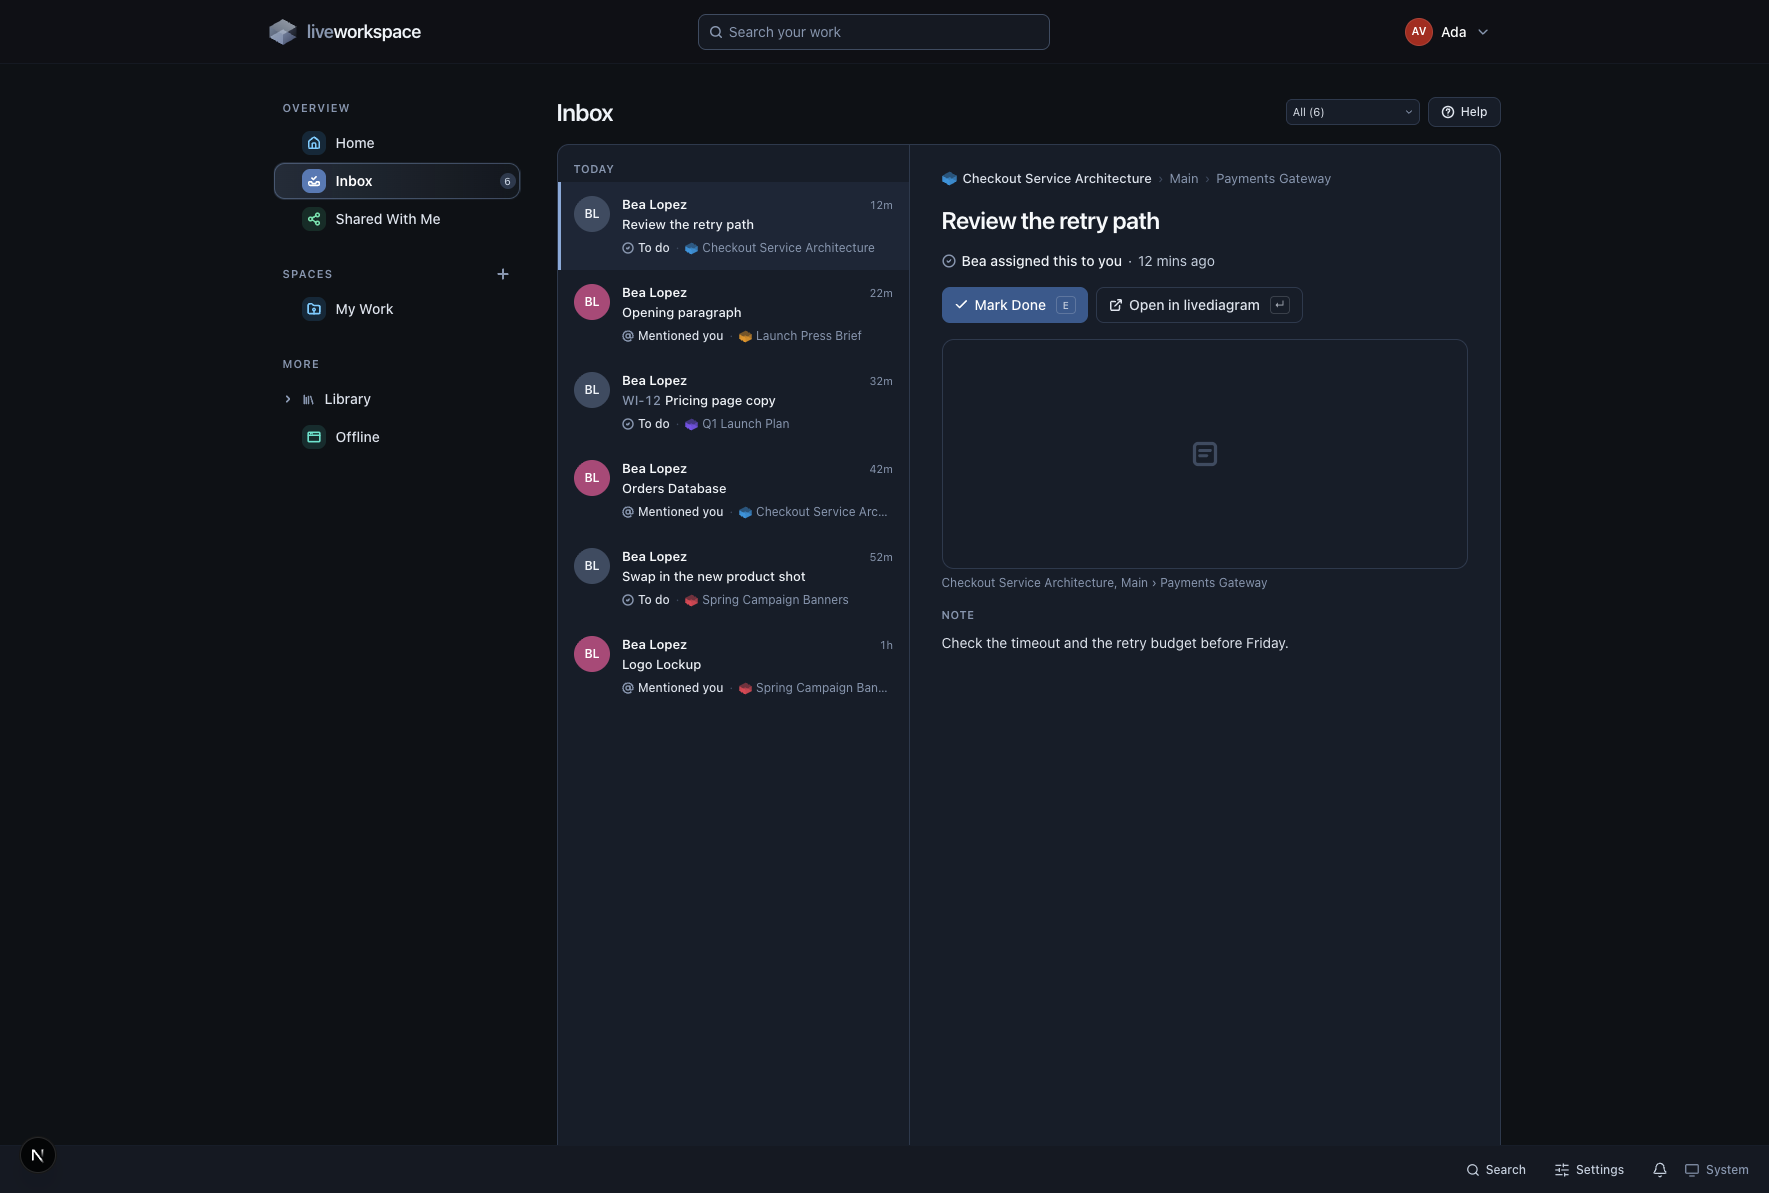 liveworkspace
Search your work
AV Ada
OVERVIEW
Home
Inbox 6
Shared With Me
SPACES
My Work
MORE
Library
Offline
Inbox
All (6)
Help
TODAY
BL Bea Lopez 12m
Review the retry path
To do · Checkout Service Architecture
BL Bea Lopez 22m
Opening paragraph
Mentioned you · Launch Press Brief
BL Bea Lopez 32m
WI-12 Pricing page copy
To do · Q1 Launch Plan
BL Bea Lopez 42m
Orders Database
Mentioned you · Checkout Service Arc...
BL Bea Lopez 52m
Swap in the new product shot
To do · Spring Campaign Banners
BL Bea Lopez 1h
Logo Lockup
Mentioned you · Spring Campaign Ban...
Checkout Service Architecture › Main › Payments Gateway
Review the retry path
Bea assigned this to you · 12 mins ago
Mark Done E
Open in livediagram ↵
Checkout Service Architecture, Main › Payments Gateway
NOTE
Check the timeout and the retry budget before Friday.
N
Search
Settings
System